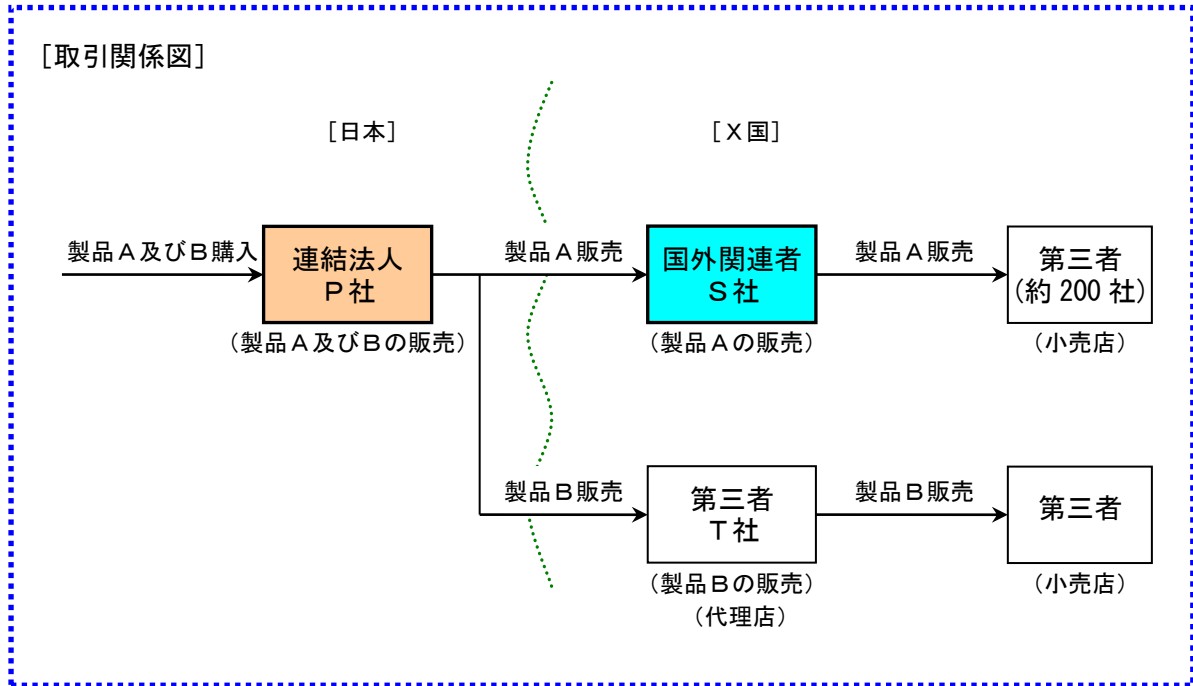 ［取引関係図］
［日本］
［Ｘ国］
製品Ａ及びＢ購入
連結法人
Ｐ社
（製品Ａ及びＢの販売）
製品Ａ販売
国外関連者
Ｓ社
（製品Ａの販売）
製品Ａ販売
第三者
（約 200 社）
（小売店）
製品Ｂ販売
第三者
Ｔ社
（製品Ｂの販売）
（代理店）
製品Ｂ販売
第三者
（小売店）